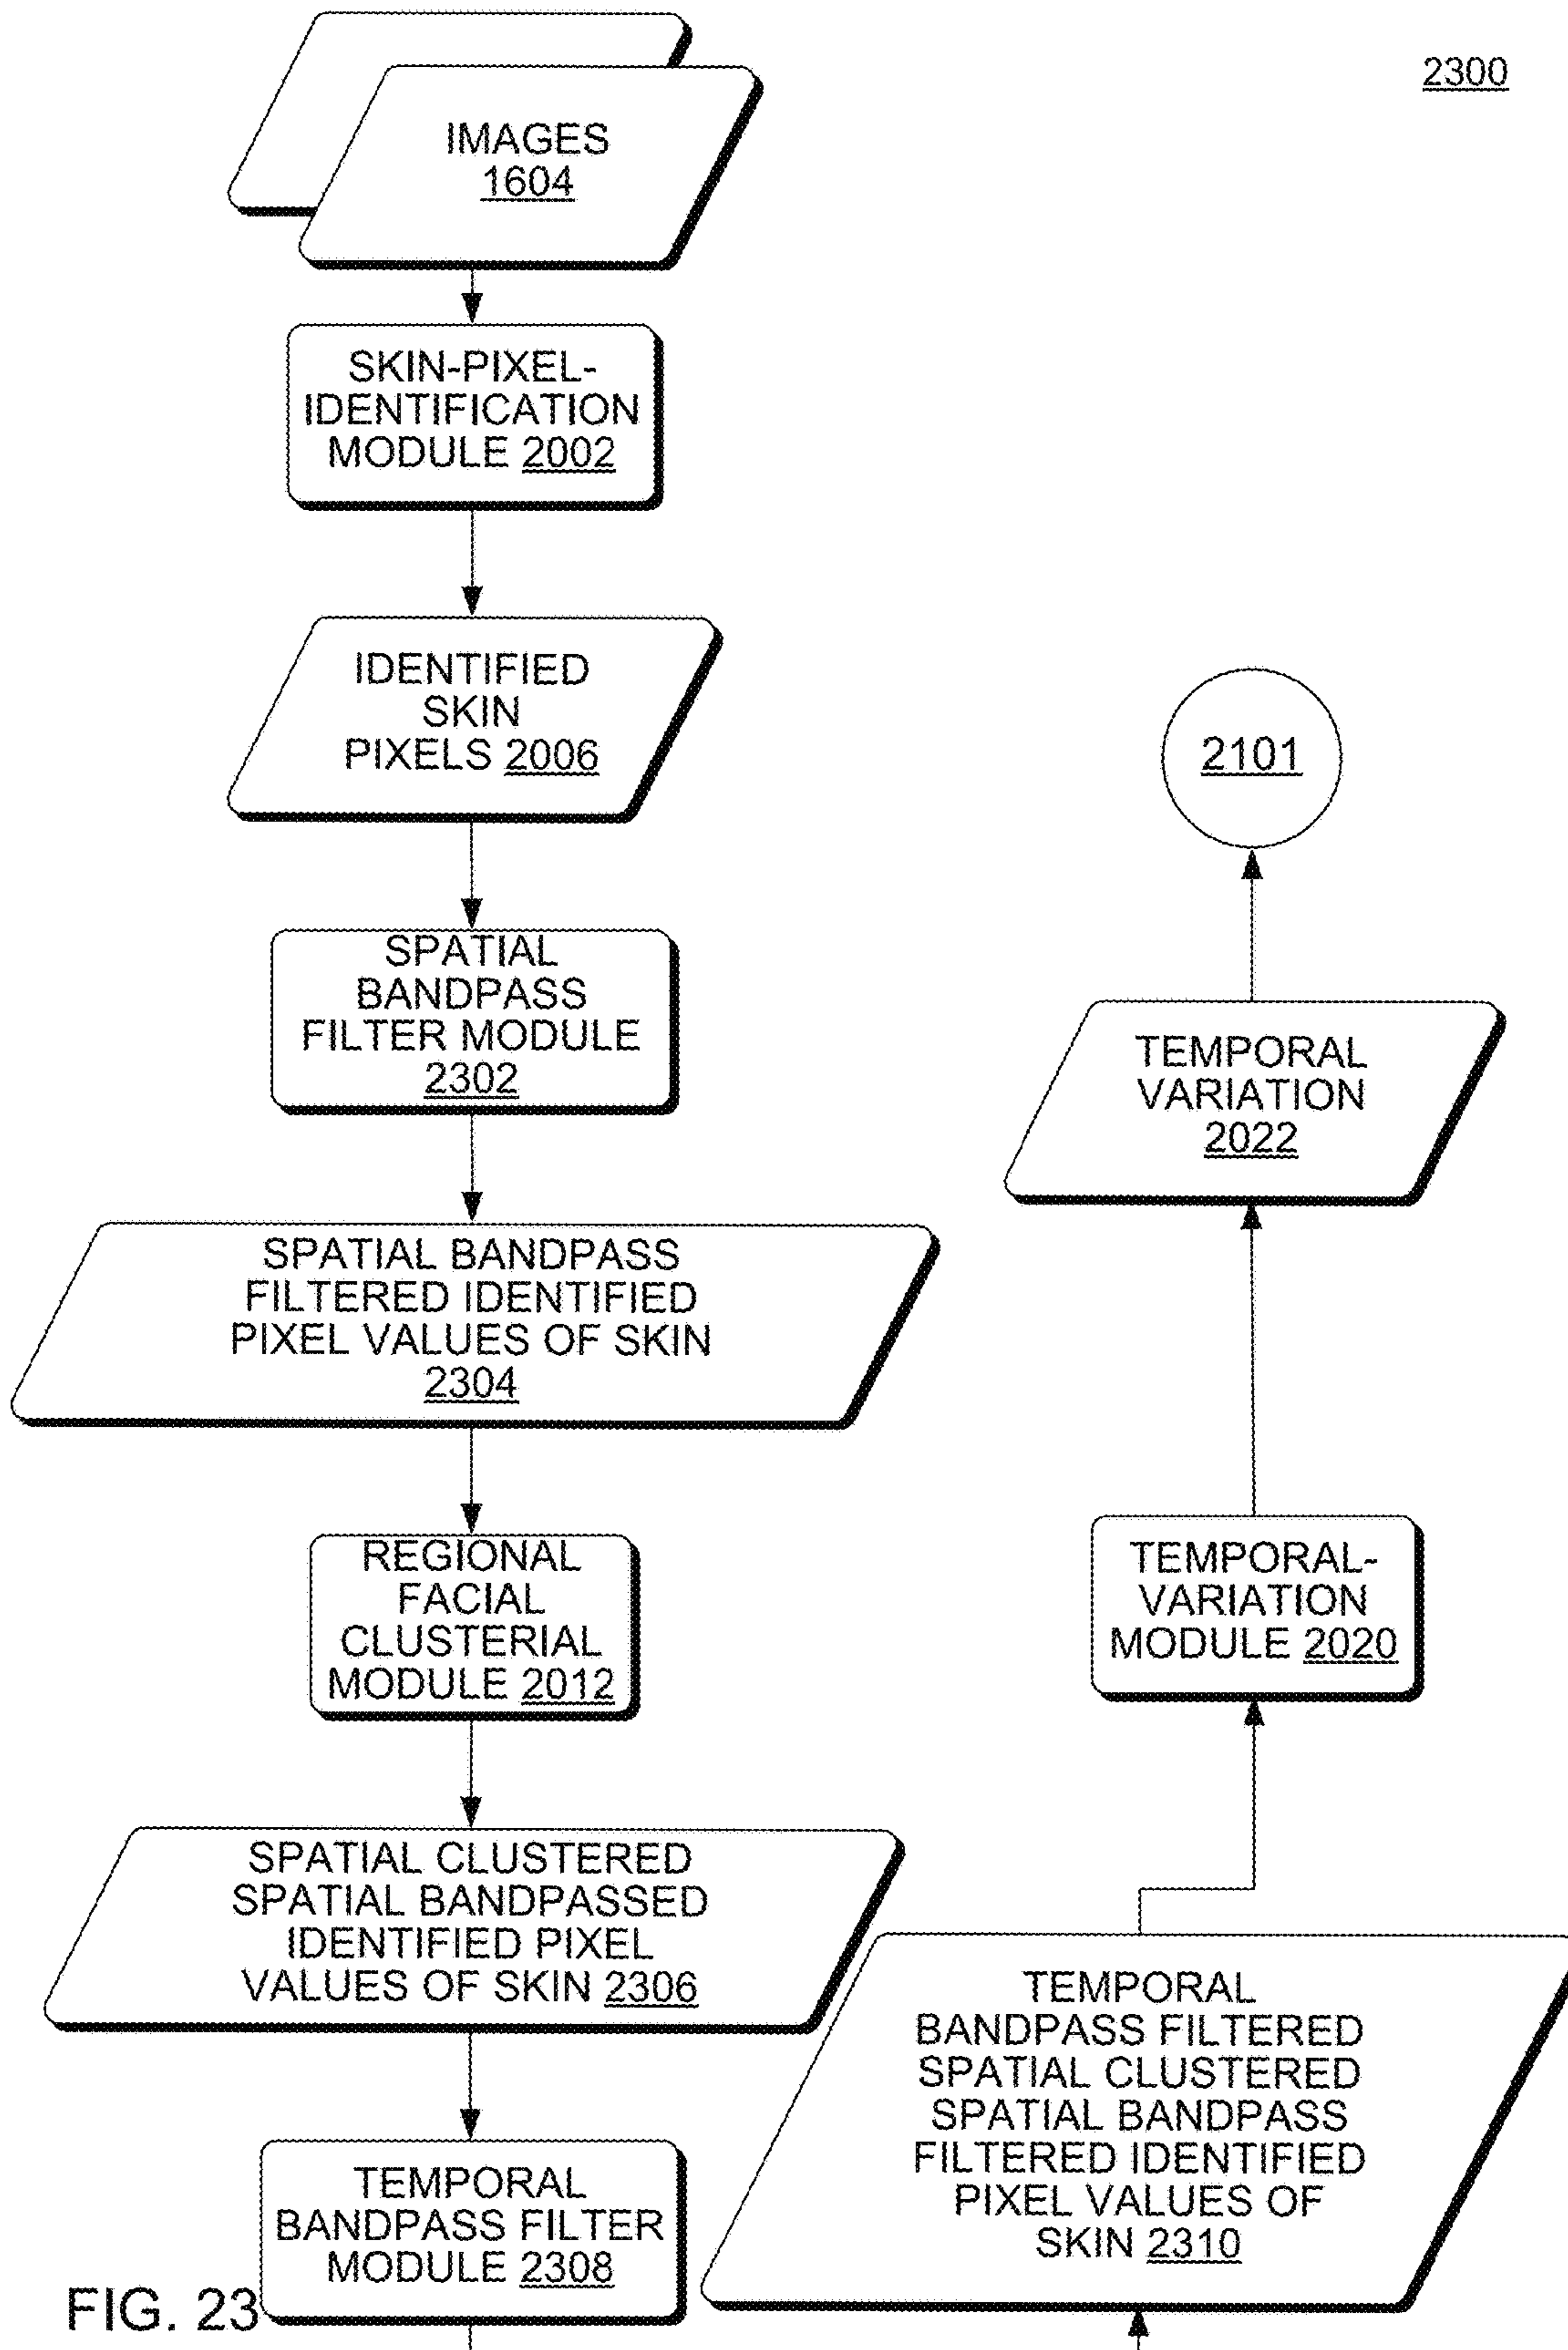 2300
IMAGES
1604
SKIN-PIXEL-
IDENTIFICATION
MODULE 2002
IDENTIFIED
SKIN
PIXELS 2006
SPATIAL
BANDPASS
FILTER MODULE
2302
SPATIAL BANDPASS
FILTERED IDENTIFIED
PIXEL VALUES OF SKIN
2304
REGIONAL
FACIAL
CLUSTERIAL
MODULE 2012
SPATIAL CLUSTERED
SPATIAL BANDPASSED
IDENTIFIED PIXEL
VALUES OF SKIN 2306
TEMPORAL
BANDPASS FILTER
MODULE 2308
TEMPORAL
BANDPASS FILTERED
SPATIAL CLUSTERED
SPATIAL BANDPASS
FILTERED IDENTIFIED
PIXEL VALUES OF
SKIN 2310
TEMPORAL-
VARIATION
MODULE 2020
TEMPORAL
VARIATION
2022
2101
FIG. 23